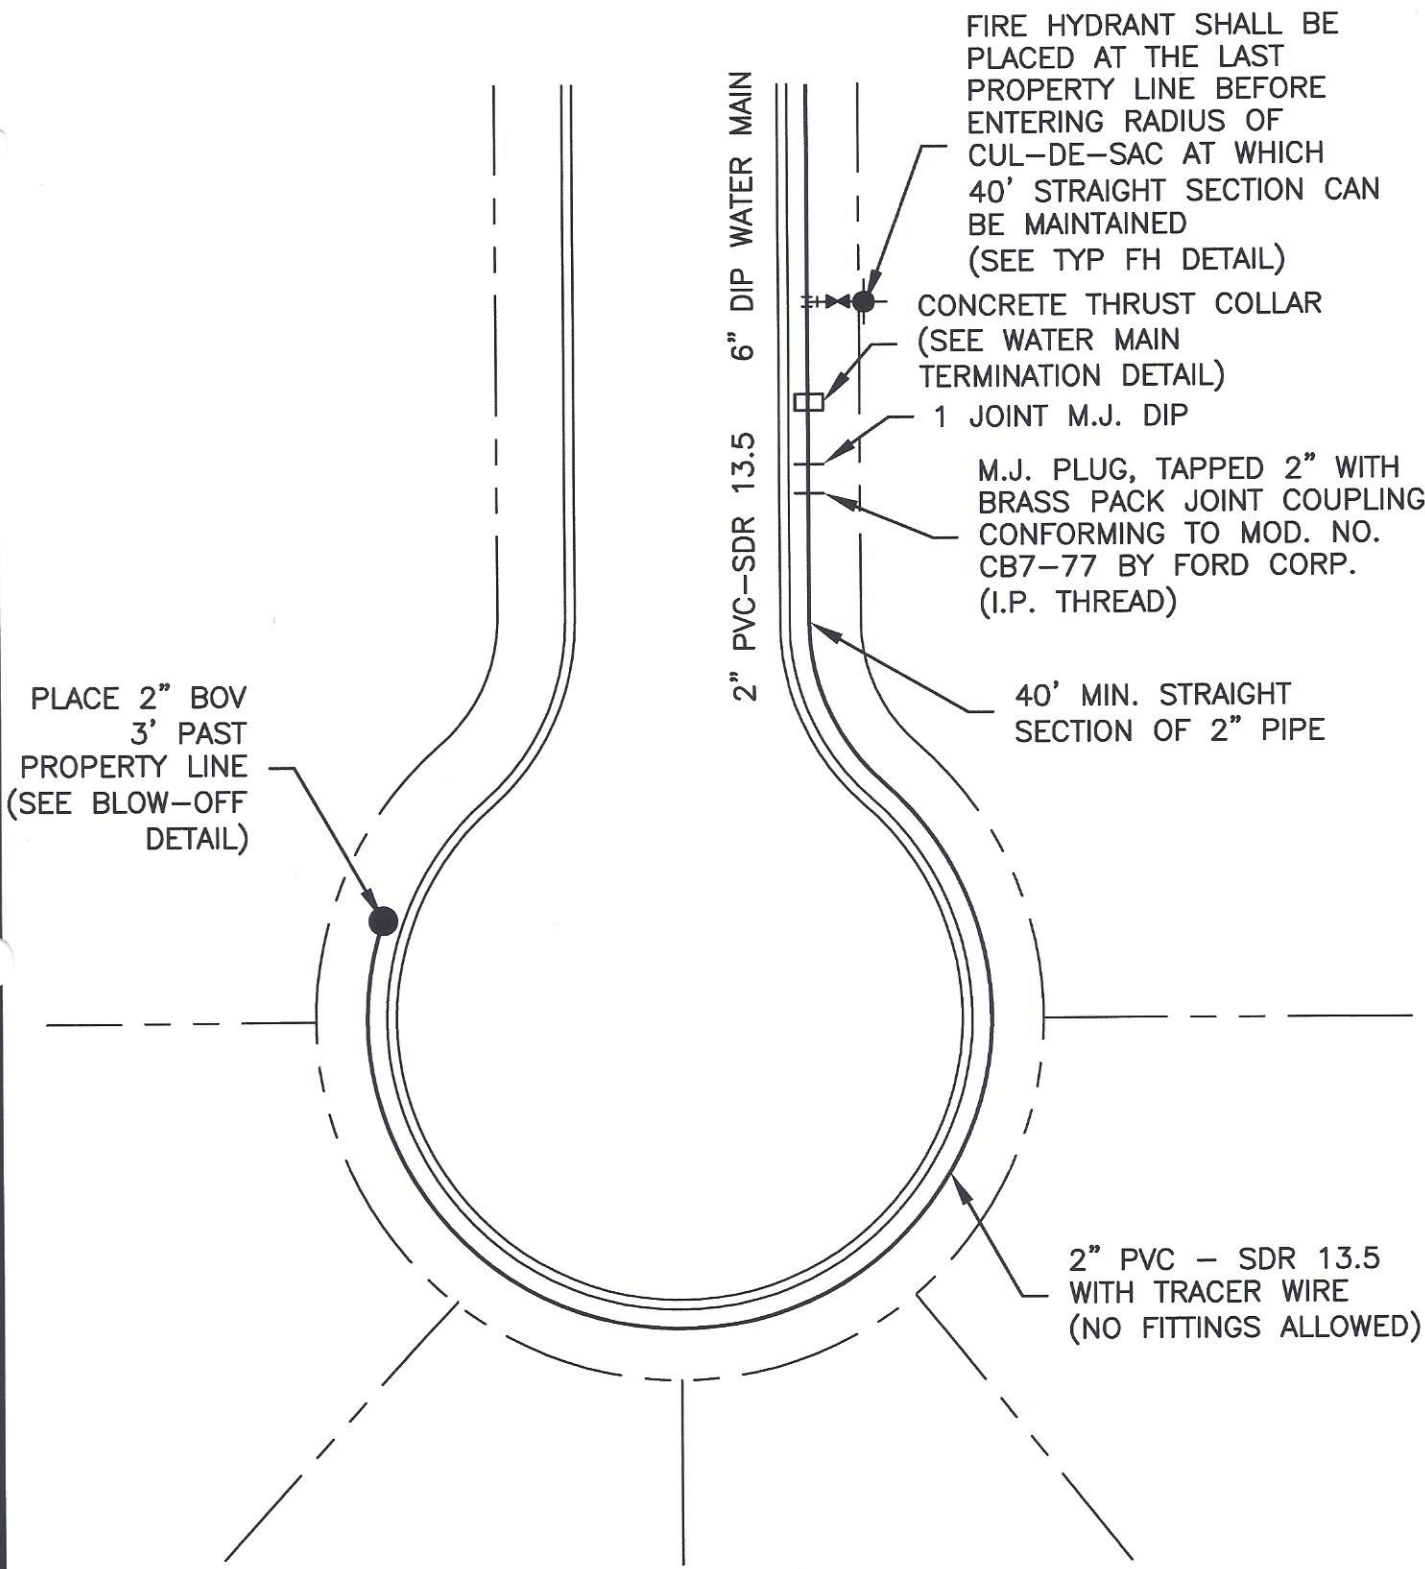 FIRE HYDRANT SHALL BE
PLACED AT THE LAST
PROPERTY LINE BEFORE
ENTERING RADIUS OF
CUL-DE-SAC AT WHICH
40' STRAIGHT SECTION CAN
BE MAINTAINED
(SEE TYP FH DETAIL)
6" DIP WATER MAIN
CONCRETE THRUST COLLAR
(SEE WATER MAIN
TERMINATION DETAIL)
1 JOINT M.J. DIP
M.J. PLUG, TAPPED 2" WITH
BRASS PACK JOINT COUPLING
CONFORMING TO MOD. NO.
CB7-77 BY FORD CORP.
(I.P. THREAD)
2" PVC-SDR 13.5
40' MIN. STRAIGHT
SECTION OF 2" PIPE
PLACE 2" BOV
3' PAST
PROPERTY LINE
(SEE BLOW-OFF
DETAIL)
2" PVC - SDR 13.5
WITH TRACER WIRE
(NO FITTINGS ALLOWED)